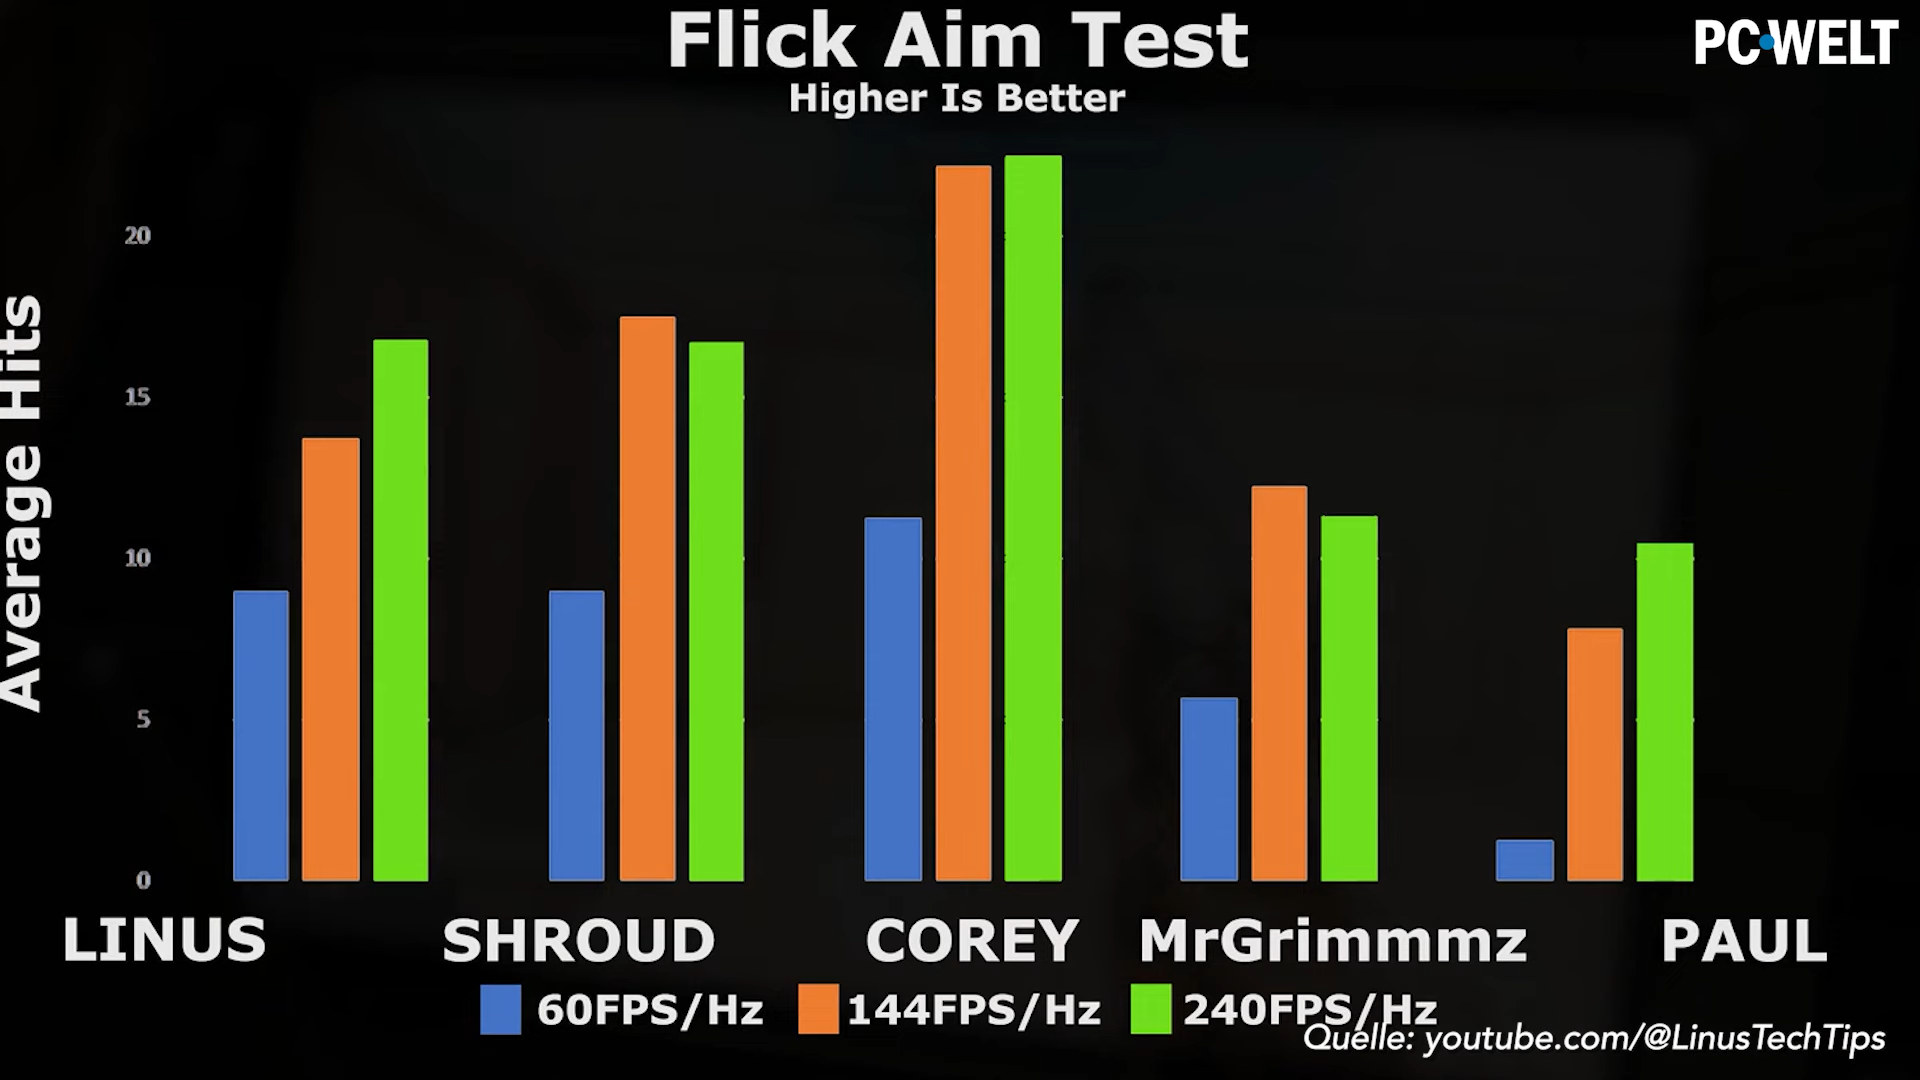 Flick Aim Test
Higher Is Better
PC WELT
Average Hits
20
15
10
5
0
LINUS SHROUD COREY MrGrimmmz PAUL
60FPS/Hz 144FPS/Hz 240FPS/Hz
Quelle: youtube.com/@LinusTechTips